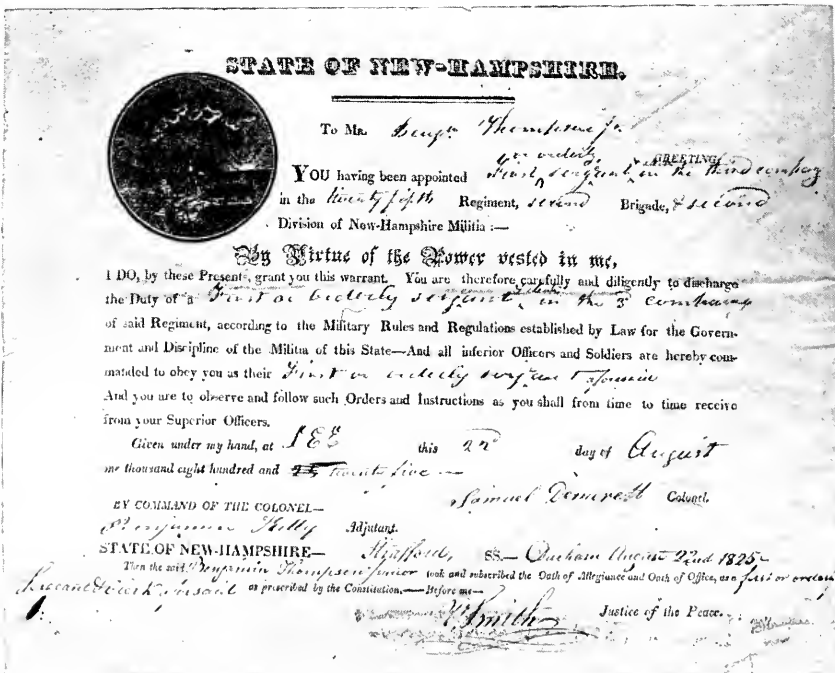 STATE OF NEW-HAMPSHIRE.
To Mr. Benjn Thompson Jr.
GREETING
or orderly
YOU having been appointed First sergeant in the third company
in the twenty fifth Regiment, second Brigade, & second
Division of New-Hampshire Militia :—
By Virtue of the Power vested in me,
I DO, by these Presents, grant you this warrant. You are therefore carefully and diligently to discharge
the Duty of a First or orderly sergeant in the 3d company
of said Regiment, according to the Military Rules and Regulations established by Law for the Govern-
ment and Discipline of the Militia of this State—And all inferior Officers and Soldiers are hereby com-
manded to obey you as their First or orderly sergeant
And you are to observe and follow such Orders and Instructions as you shall from time to time receive
from your Superior Officers.
Given under my hand, at LEE this 22d day of August
one thousand eight hundred and twenty five —
Samuel Demeritt Colonel.
BY COMMAND OF THE COLONEL—
Benjamin Kelly Adjutant.
STATE OF NEW-HAMPSHIRE— Strafford, SS.— Durham August 22nd 1825
Then the said Benjamin Thompson junior took and subscribed the Oath of Allegiance and Oath of Office, as a first or orderly
Sergeant & Clerk as prescribed by the Constitution.—Before me—
Smith Justice of the Peace.